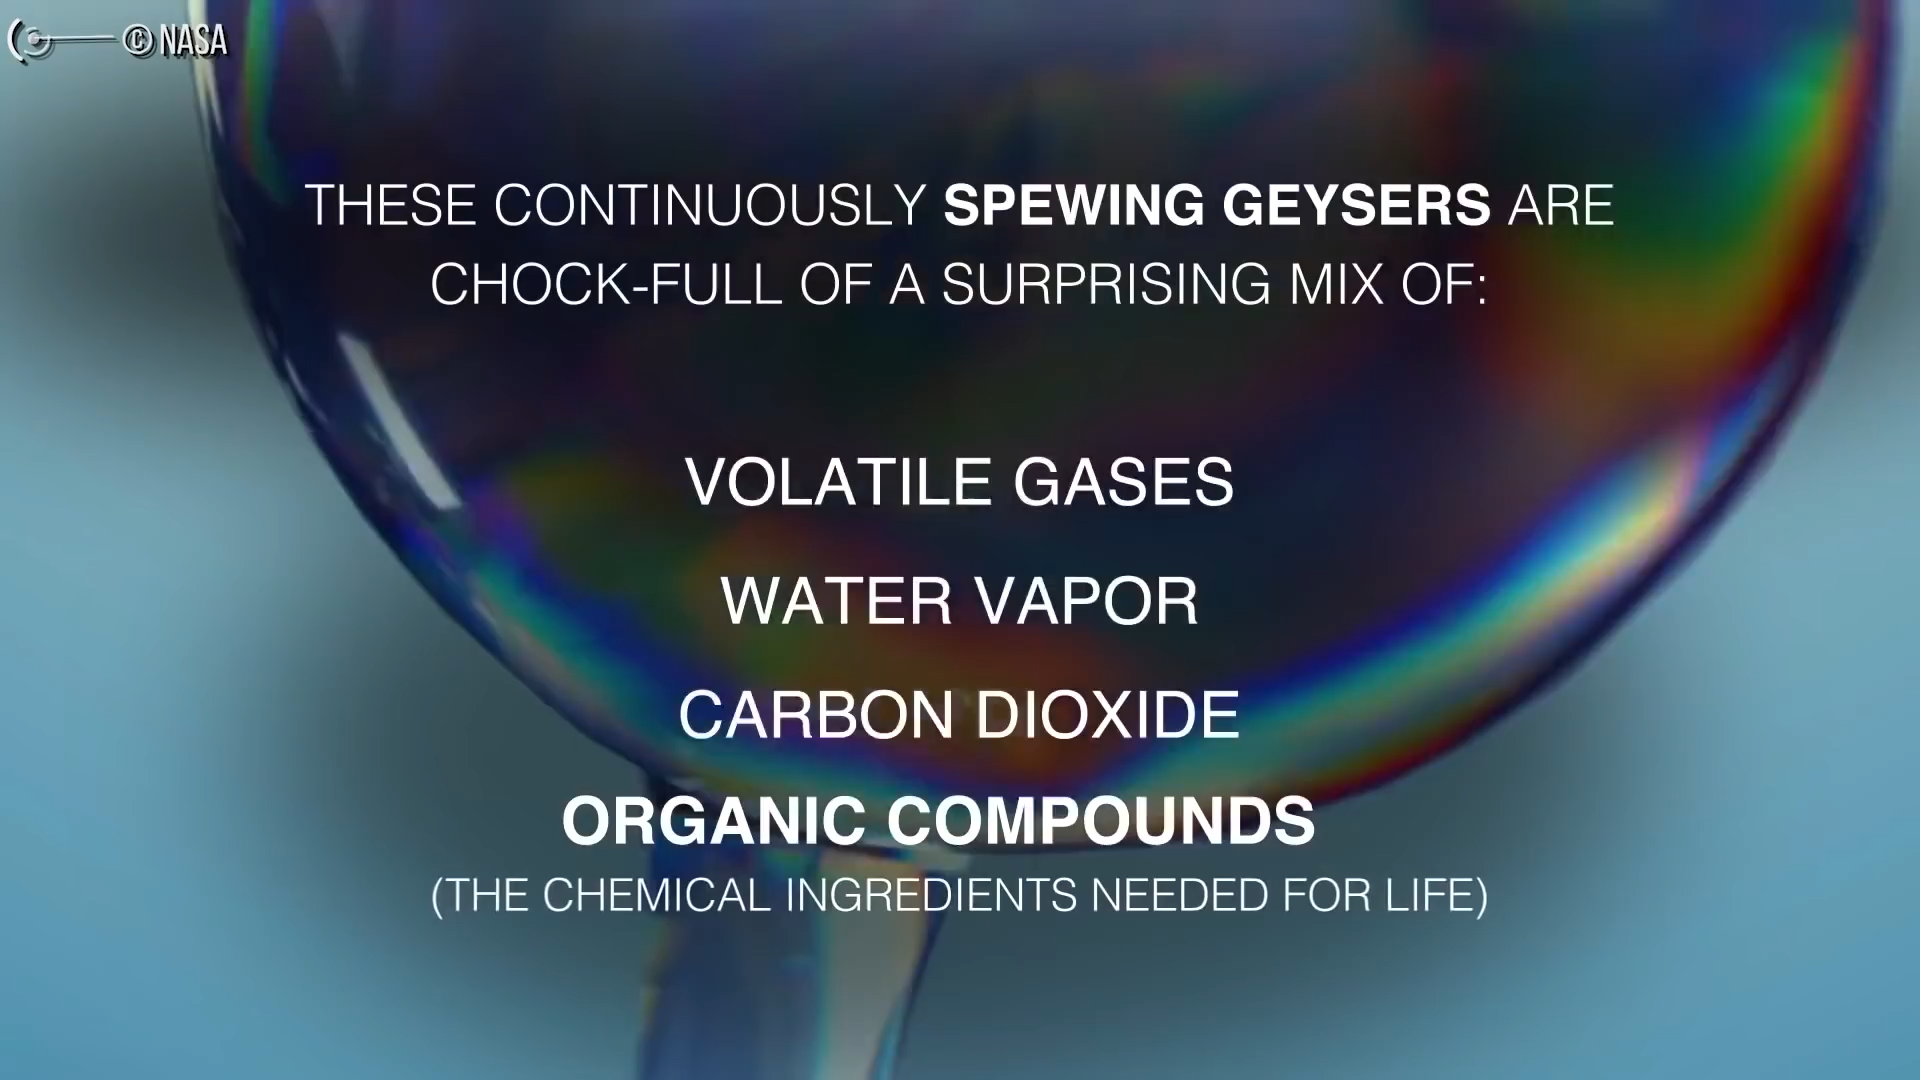 © NASA
THESE CONTINUOUSLY SPEWING GEYSERS ARE
CHOCK-FULL OF A SURPRISING MIX OF:
VOLATILE GASES
WATER VAPOR
CARBON DIOXIDE
ORGANIC COMPOUNDS
(THE CHEMICAL INGREDIENTS NEEDED FOR LIFE)